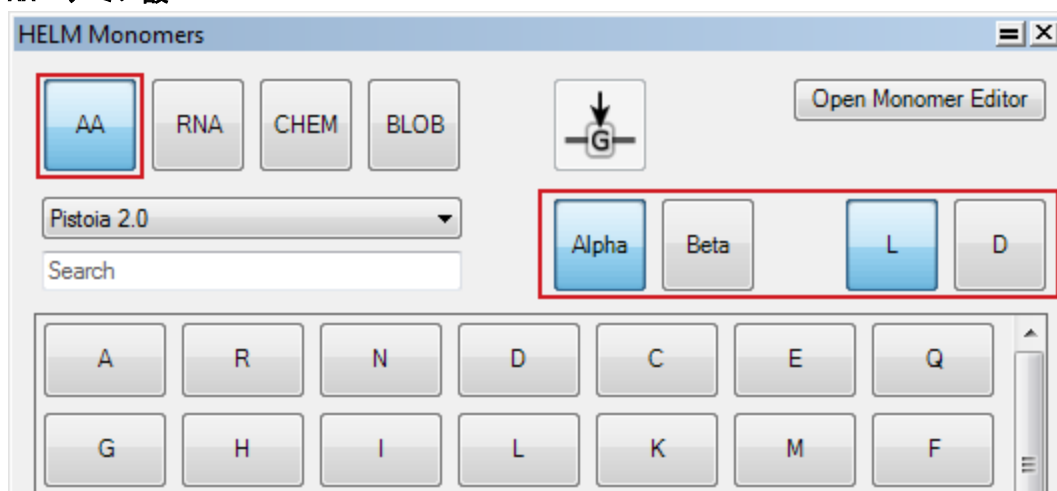 HELM Monomers
AA RNA CHEM BLOB G Open Monomer Editor
Pistoia 2.0
Alpha Beta L D
Search
A R N D C E Q
G H I L K M F